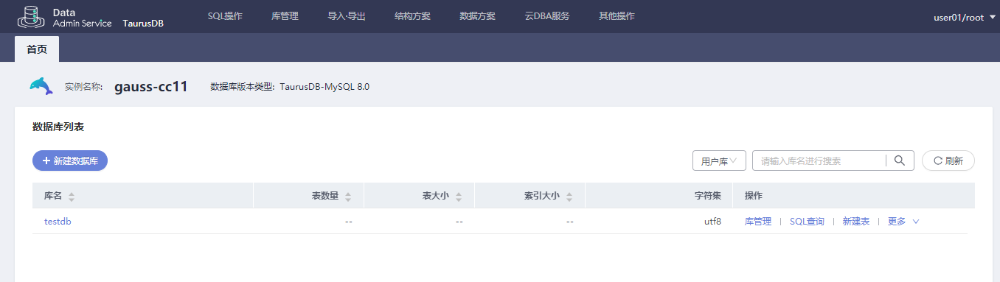 Data Admin Service TaurusDB SQL操作 库管理 导入·导出 结构方案 数据方案 云DBA服务 其他操作 user01/root
首页
实例名称: gauss-cc11 数据库版本类型: TaurusDB-MySQL 8.0
数据库列表
+ 新建数据库 用户库 请输入库名进行搜索 刷新
库名 表数量 表大小 索引大小 字符集 操作
testdb -- -- -- utf8 库管理 | SQL查询 | 新建表 | 更多